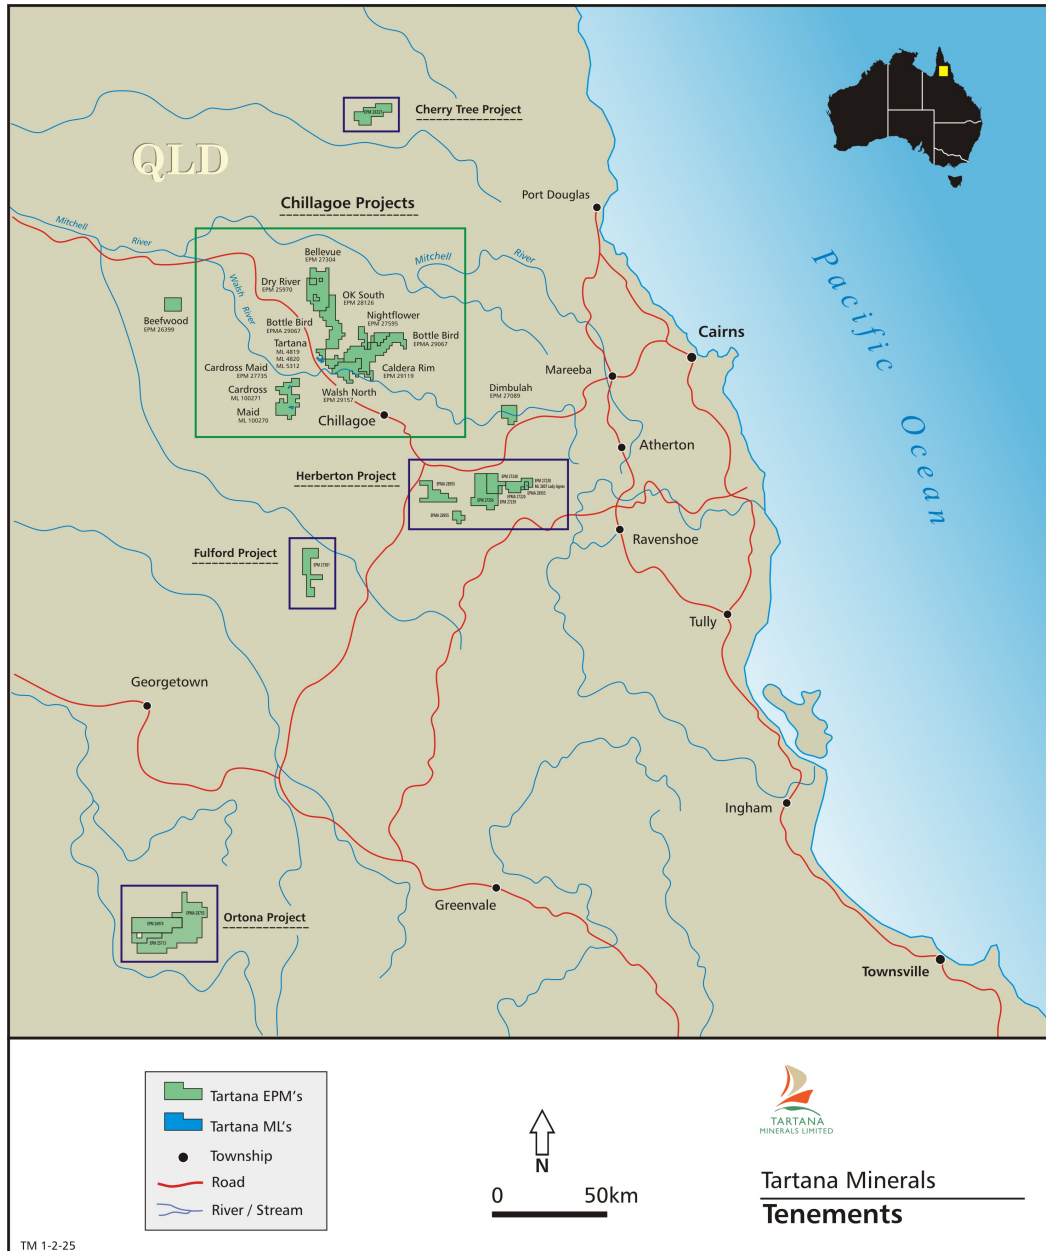 Cherry Tree Project
QLD
Chillagoe Projects
Port Douglas
Mitchell
River
Mitchell
River
Walsh
River
Bellevue
EPM 27304
Dry River
EPM 25970
OK South
EPM 28126
Beefwood
EPM 26399
Bottle Bird
EPMA 29067
Nightflower
EPM 27595
Bottle Bird
EPMA 29067
Tartana
ML 4819
ML 4820
ML 5312
Cardross Maid
EPM 27735
Caldera Rim
EPM 29119
Cardross
ML 100271
Walsh North
EPM 29157
Maid
ML 100270
Chillagoe
Dimbulah
EPM 27089
Mareeba
Cairns
Pacific
Ocean
Atherton
Herberton Project
Ravenshoe
Fulford Project
Tully
Georgetown
Ingham
Greenvale
Ortona Project
Townsville
Tartana EPM's
Tartana ML's
Township
Road
River / Stream
N
0
50km
TARTANA
MINERALS LIMITED
Tartana Minerals
Tenements
TM 1-2-25